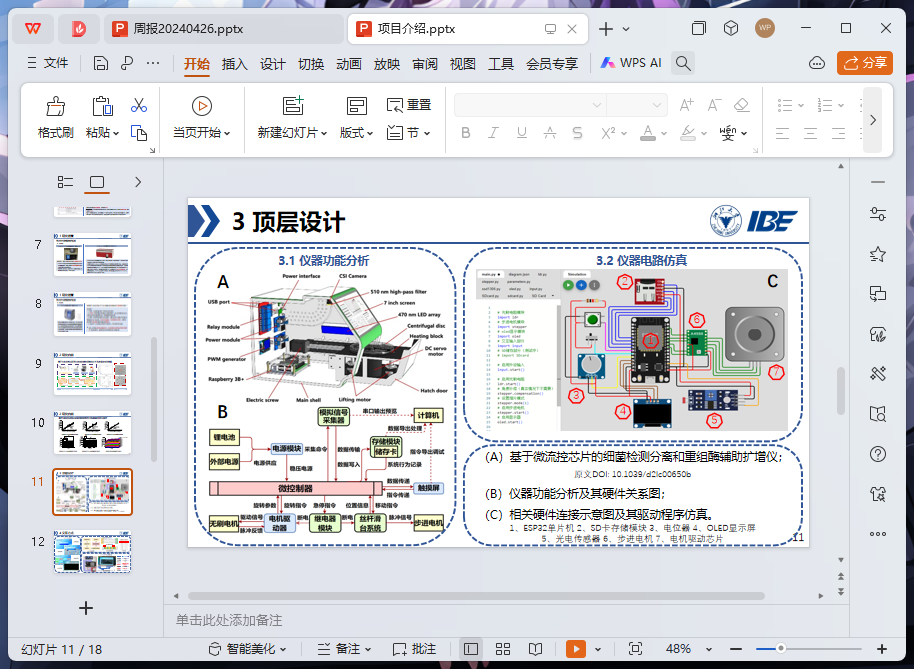 周报20240426.pptx
项目介绍.pptx
WP
文件
开始
插入
设计
切换
动画
放映
审阅
视图
工具
会员专享
WPS AI
分享
格式刷
粘贴
当页开始
新建幻灯片
版式
重置
节
7
8
9
10
11
12
3 顶层设计
IBE
3.1 仪器功能分析
A
Power interface
CSI Camera
USB port
510 nm high-pass filter
7 inch screen
470 nm LED array
Relay module
Centrifugal disc
Power module
Heating block
PWM generator
DC servo motor
Raspberry 3B+
Hatch door
Electric screw
Main shell
Lifting motor
B
模拟信号采集器
串口输出预览
计算机
锂电池
数据导出处理
外部电源
电源模块
采集命令
数据传输
存储模块
储存卡
指令导出调试
电源供应
稳压电源
数据写入
系统行为记录
微控制器
数据传递
指令传递
触摸屏
旋转参数
旋转指令
急停指令
位置信息
移动指令
无刷电机
驱动信号
脉冲反馈
电机驱动器
断电
继电器模块
断电
丝杆滑台系统
脉冲信号
步进电机
3.2 仪器电路仿真
C
1
2
3
4
5
6
7
(A) 基于微流控芯片的细菌检测分裔和重组酶辅助扩增仪；
原文DOI: 10.1039/d2lc00650b
(B) 仪器功能分析及其硬件关系图；
(C) 相关硬件连接示意图及其驱动程序仿真。
1、ESP32单片机 2、SD卡存储模块 3、电位器 4、OLED显示屏
5、光电传感器 6、步进电机 7、电机驱动芯片
11
单击此处添加备注
幻灯片 11 / 18
智能美化
备注
批注
48%